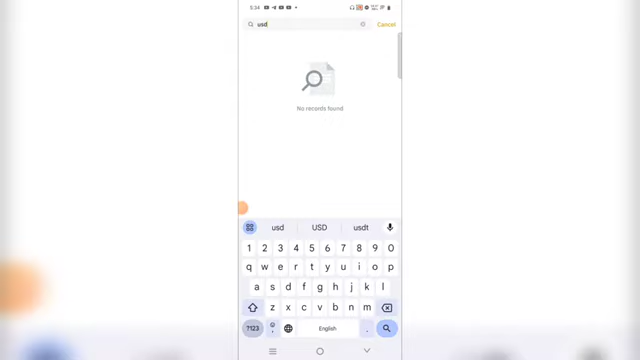 5:34
usd
Cancel
No records found
usd USD usdt
1 2 3 4 5 6 7 8 9 0
q w e r t y u i o p
a s d f g h j k l
z x c v b n m
?123 , English .